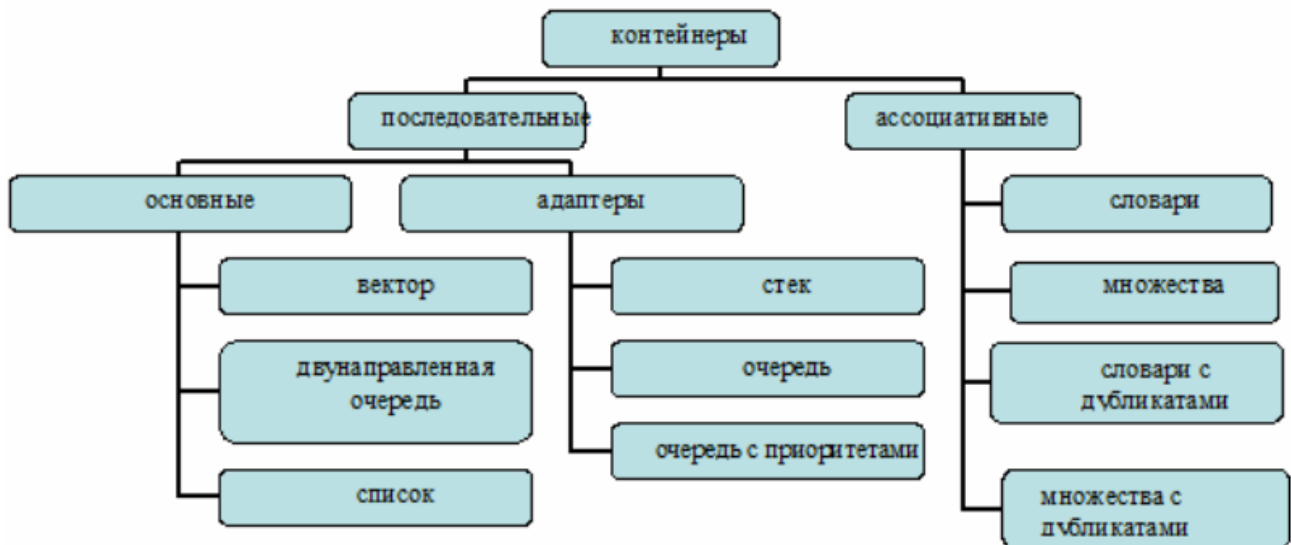 контейнеры
последовательные
ассоциативные
основные
адаптеры
словари
вектор
стек
множества
двунаправленная
очередь
очередь
словари с
дубликатами
очередь с приоритетами
список
множества с
дубликатами